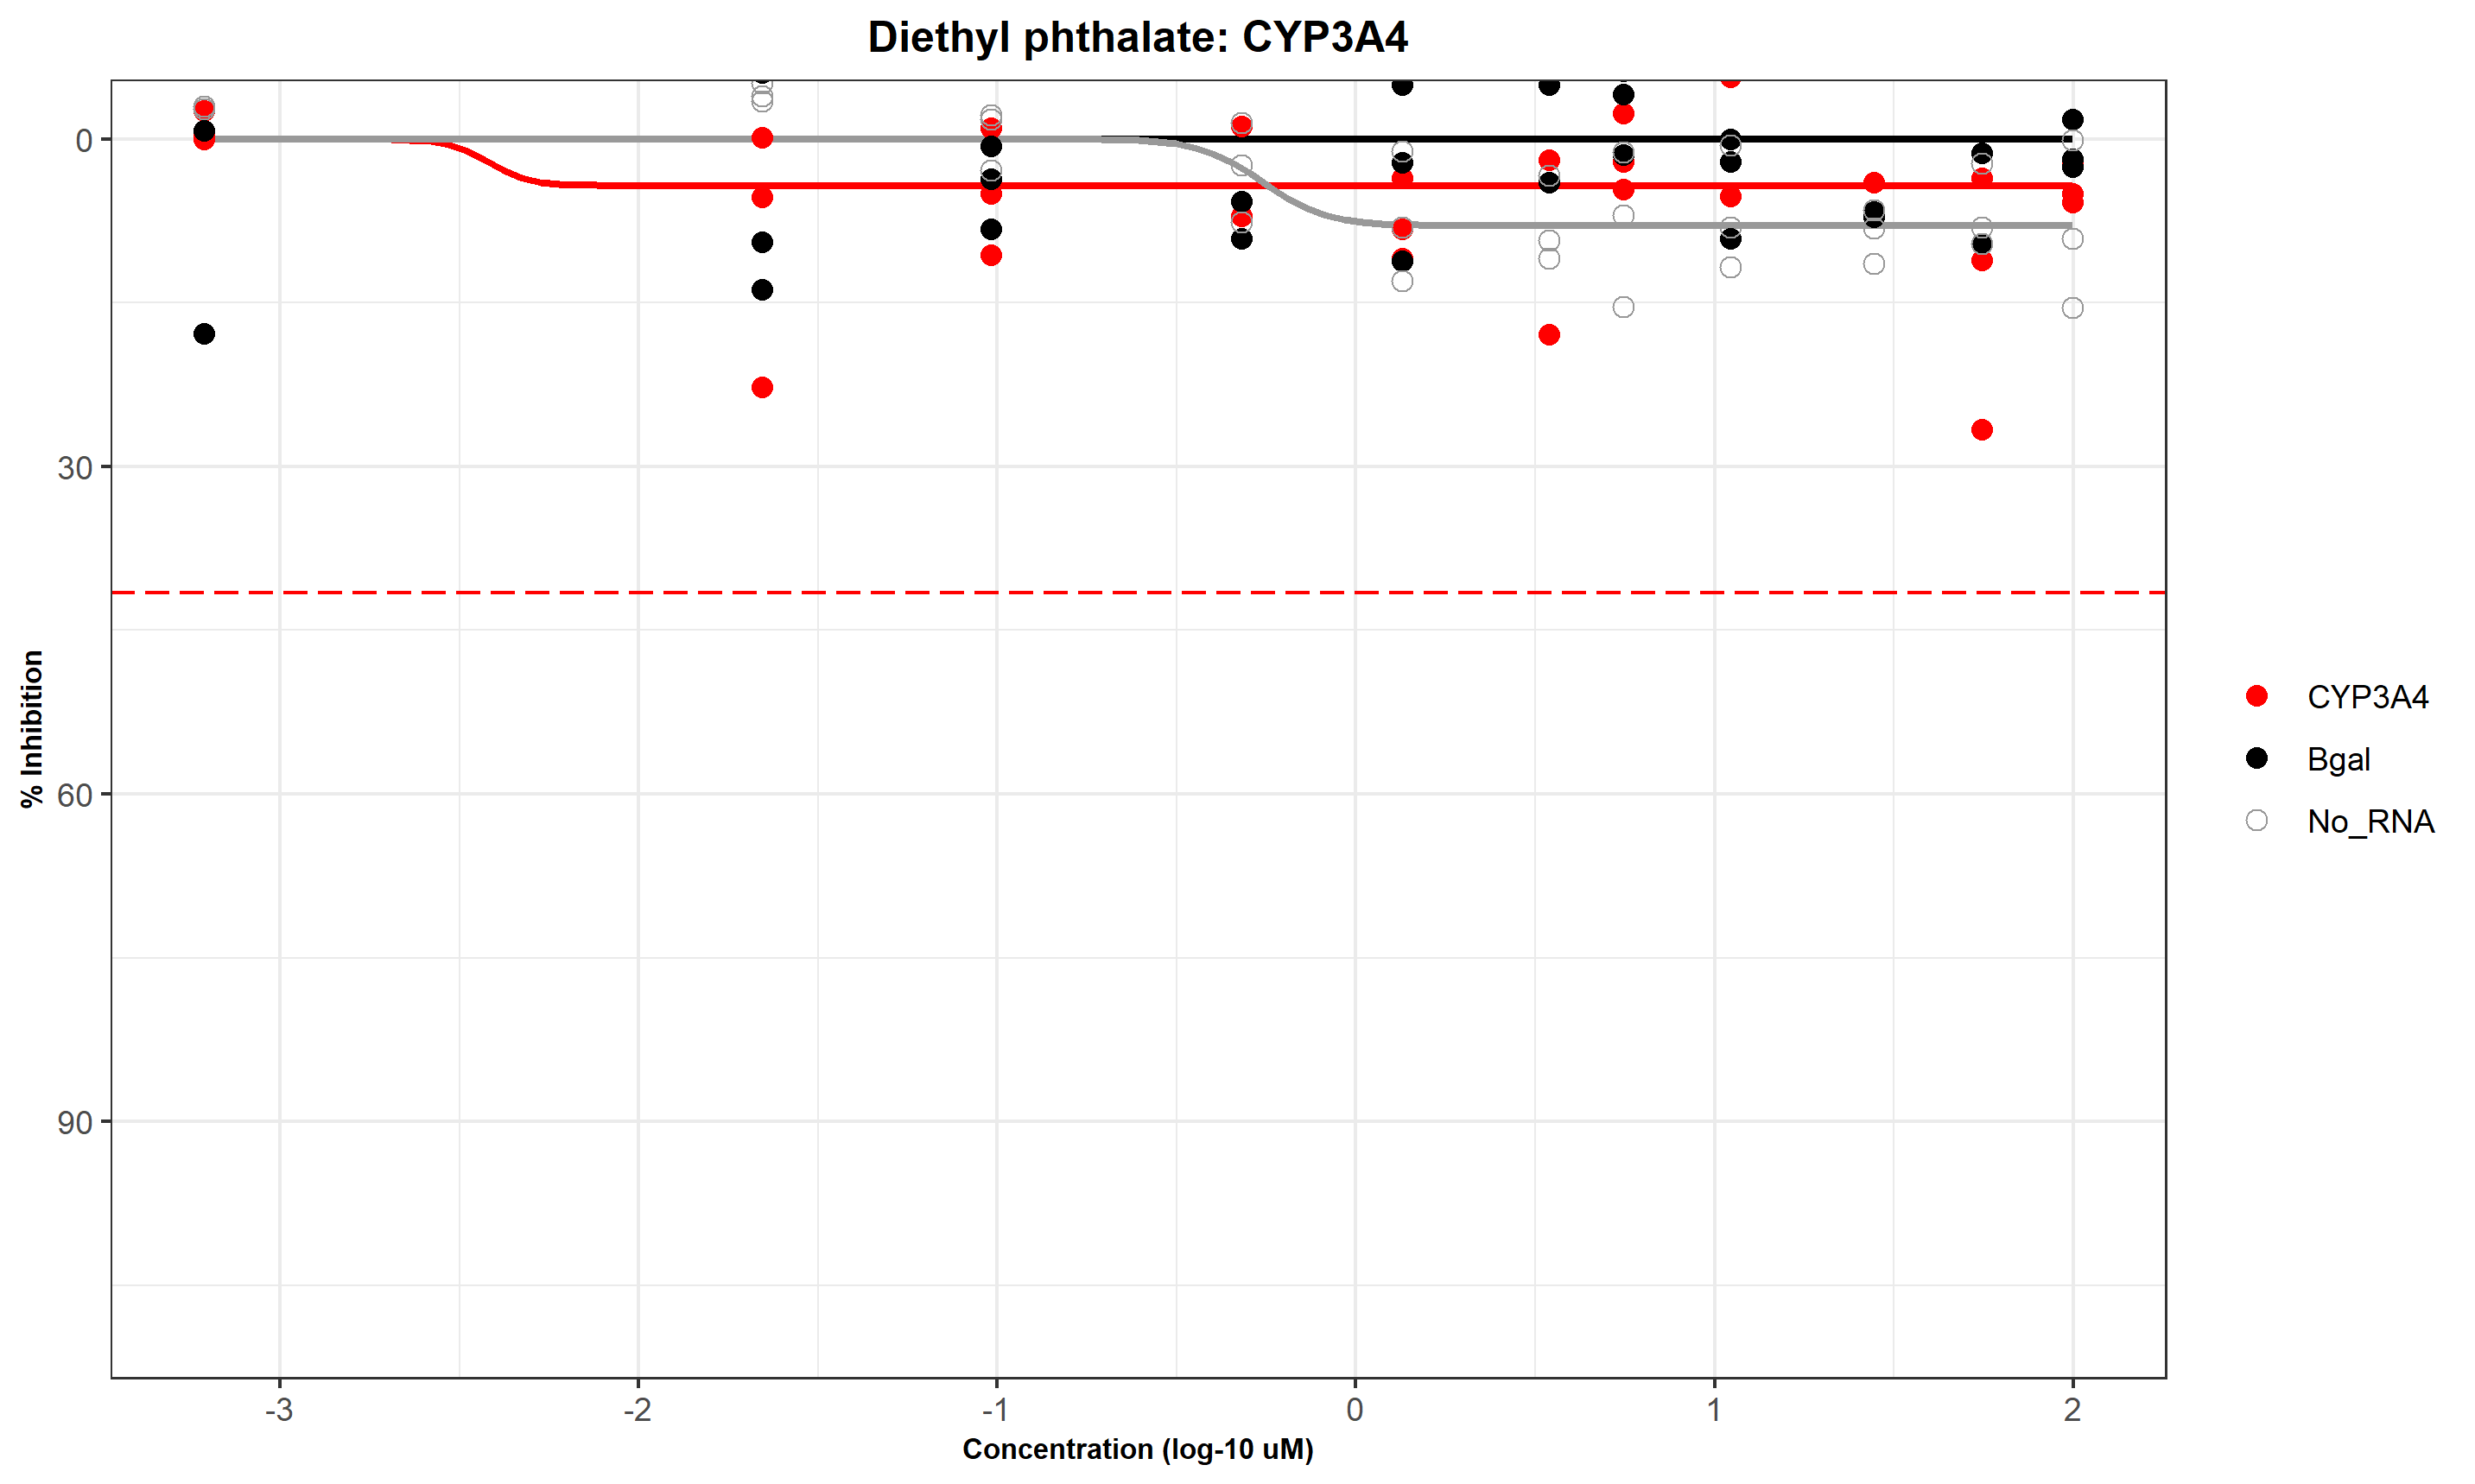 Diethyl phthalate: CYP3A4
0
30
60
90
% Inhibition
-3
-2
-1
0
1
2
Concentration (log-10 uM)
CYP3A4
Bgal
No_RNA